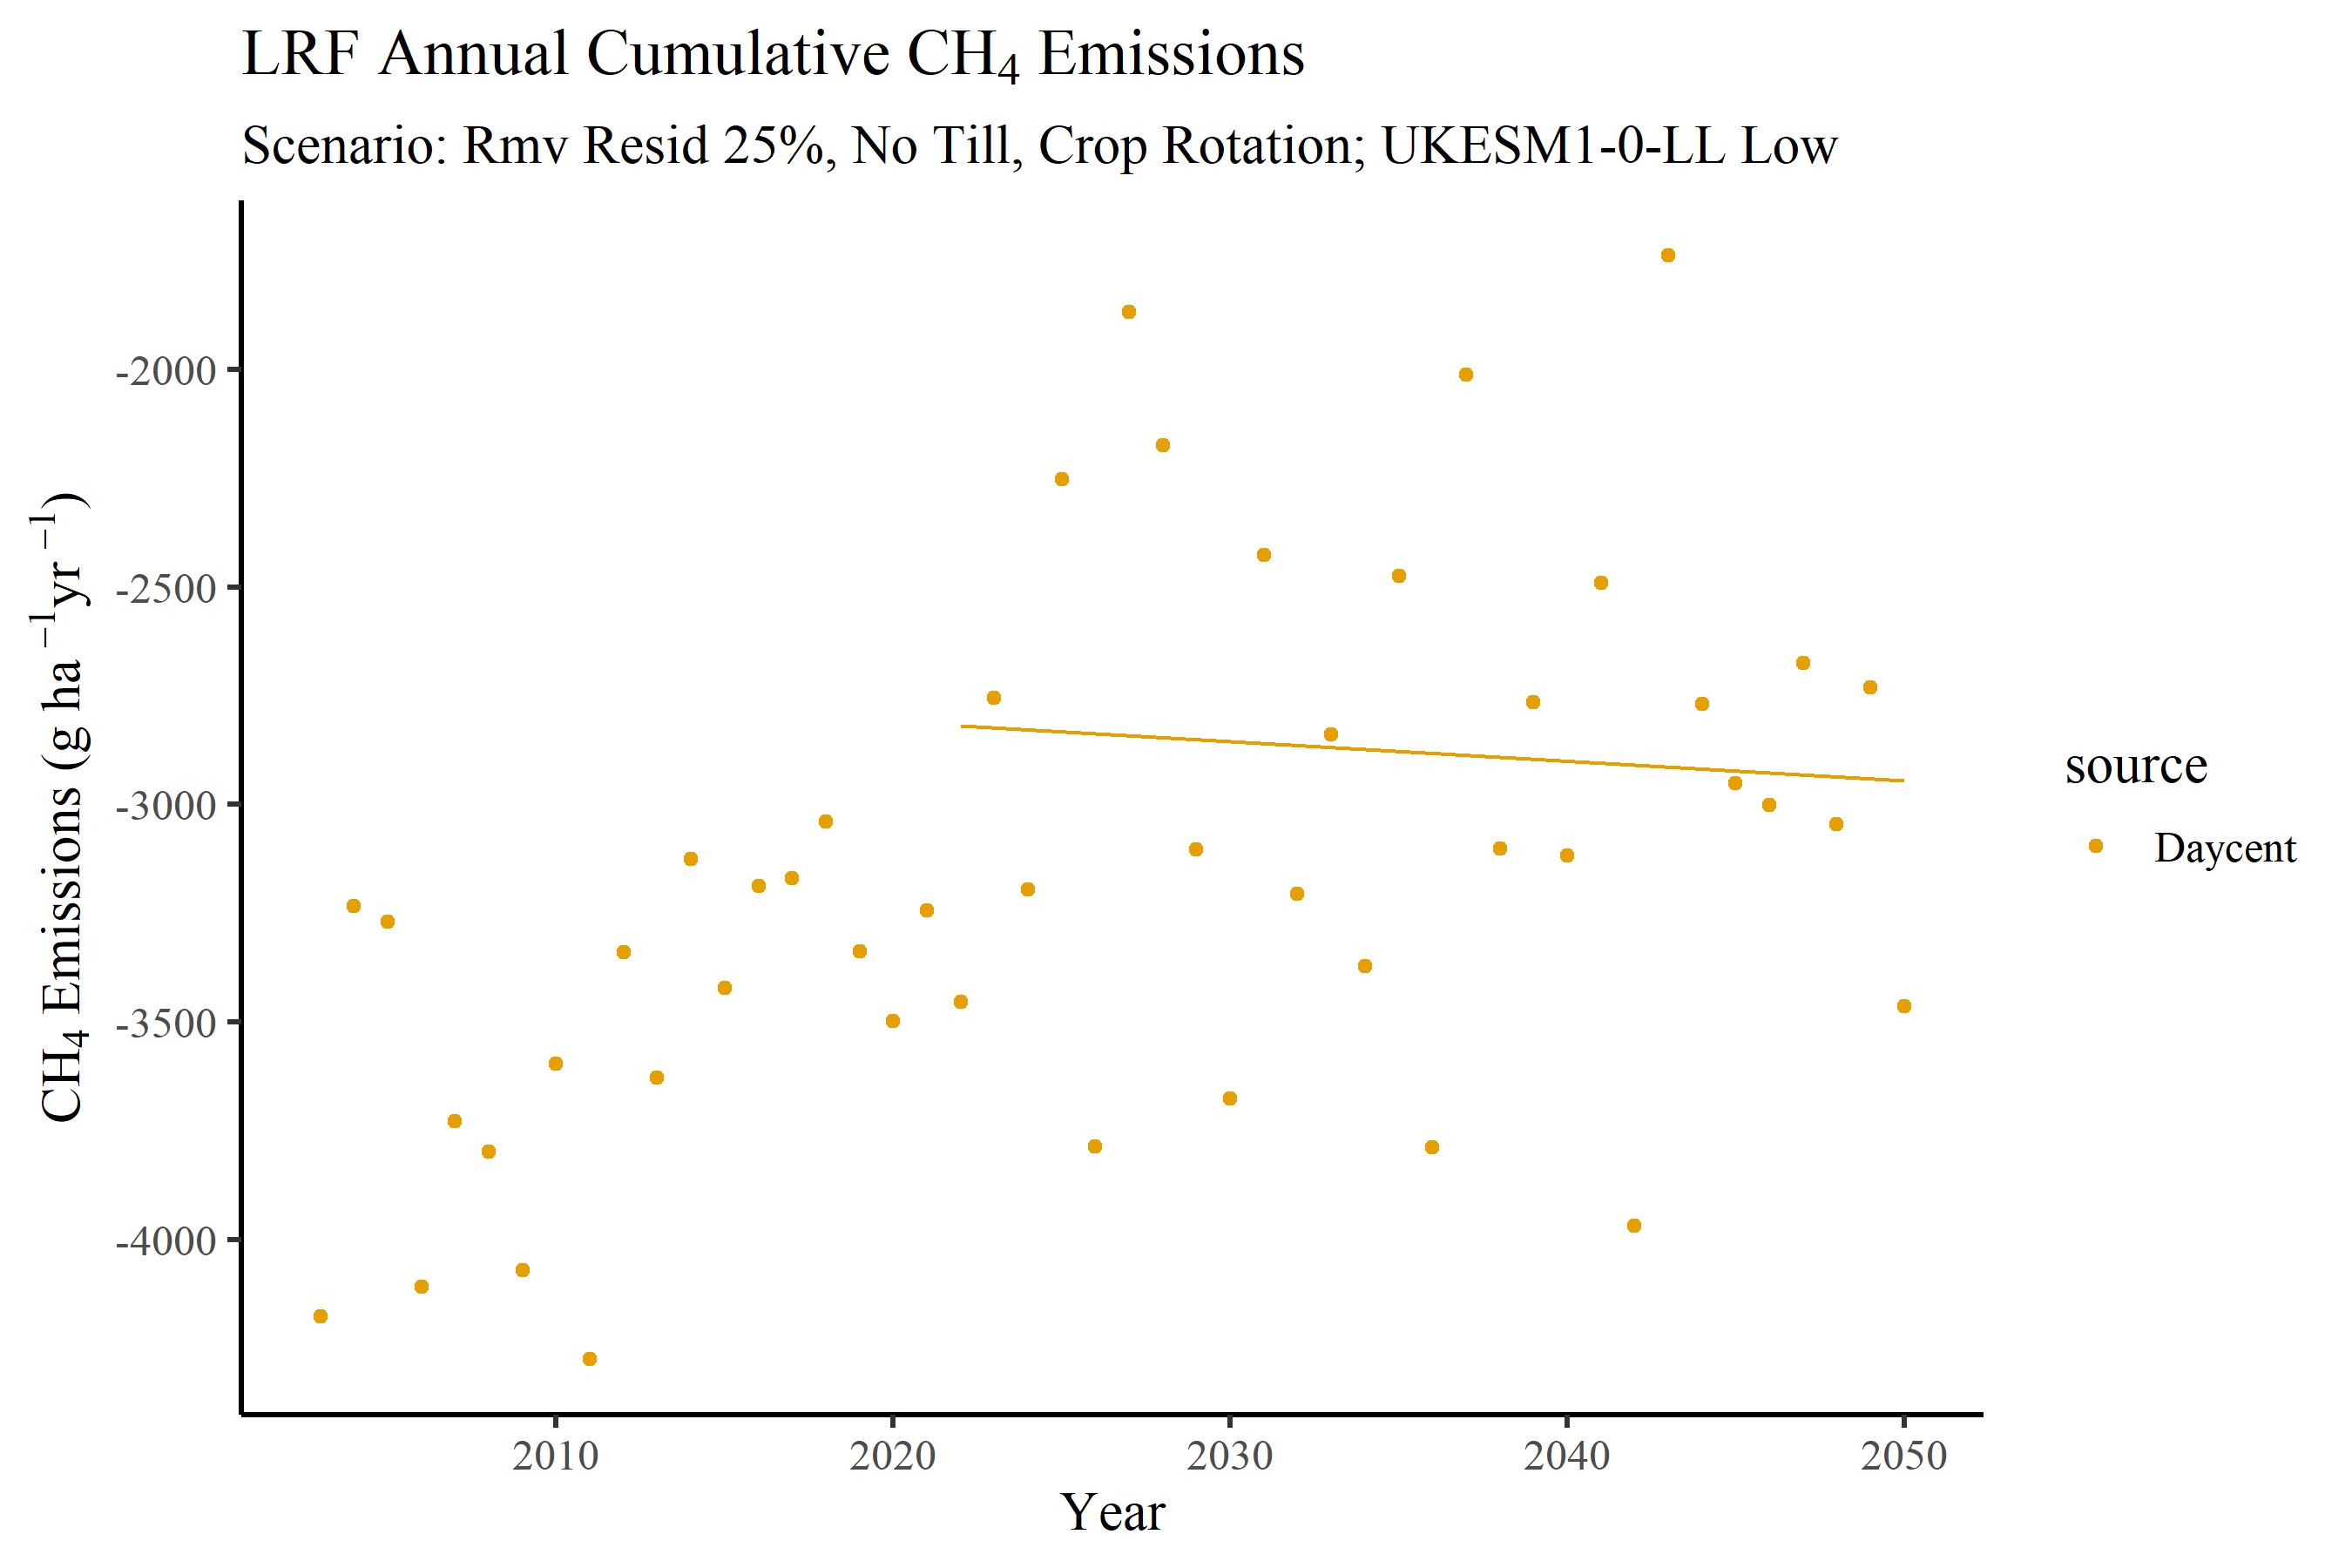 LRF Annual Cumulative CH₄ Emissions
Scenario: Rmv Resid 25%, No Till, Crop Rotation; UKESM1-0-LL Low
CH₄ Emissions (g ha⁻¹yr⁻¹)
-2000
-2500
-3000
-3500
-4000
2010 2020 2030 2040 2050
Year
source
Daycent